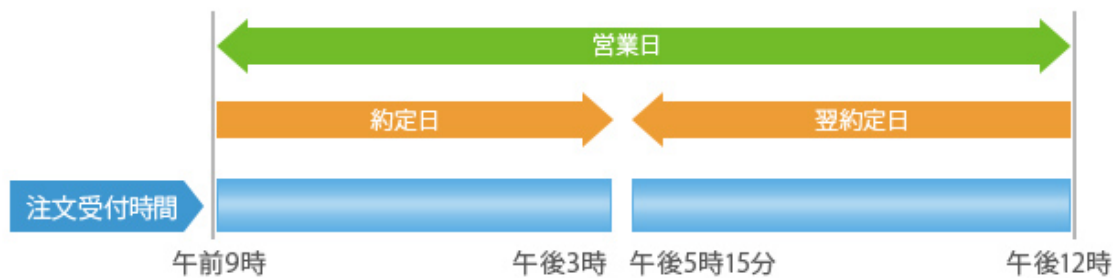 営業日
約定日
翌約定日
注文受付時間
午前9時
午後3時
午後5時15分
午後12時